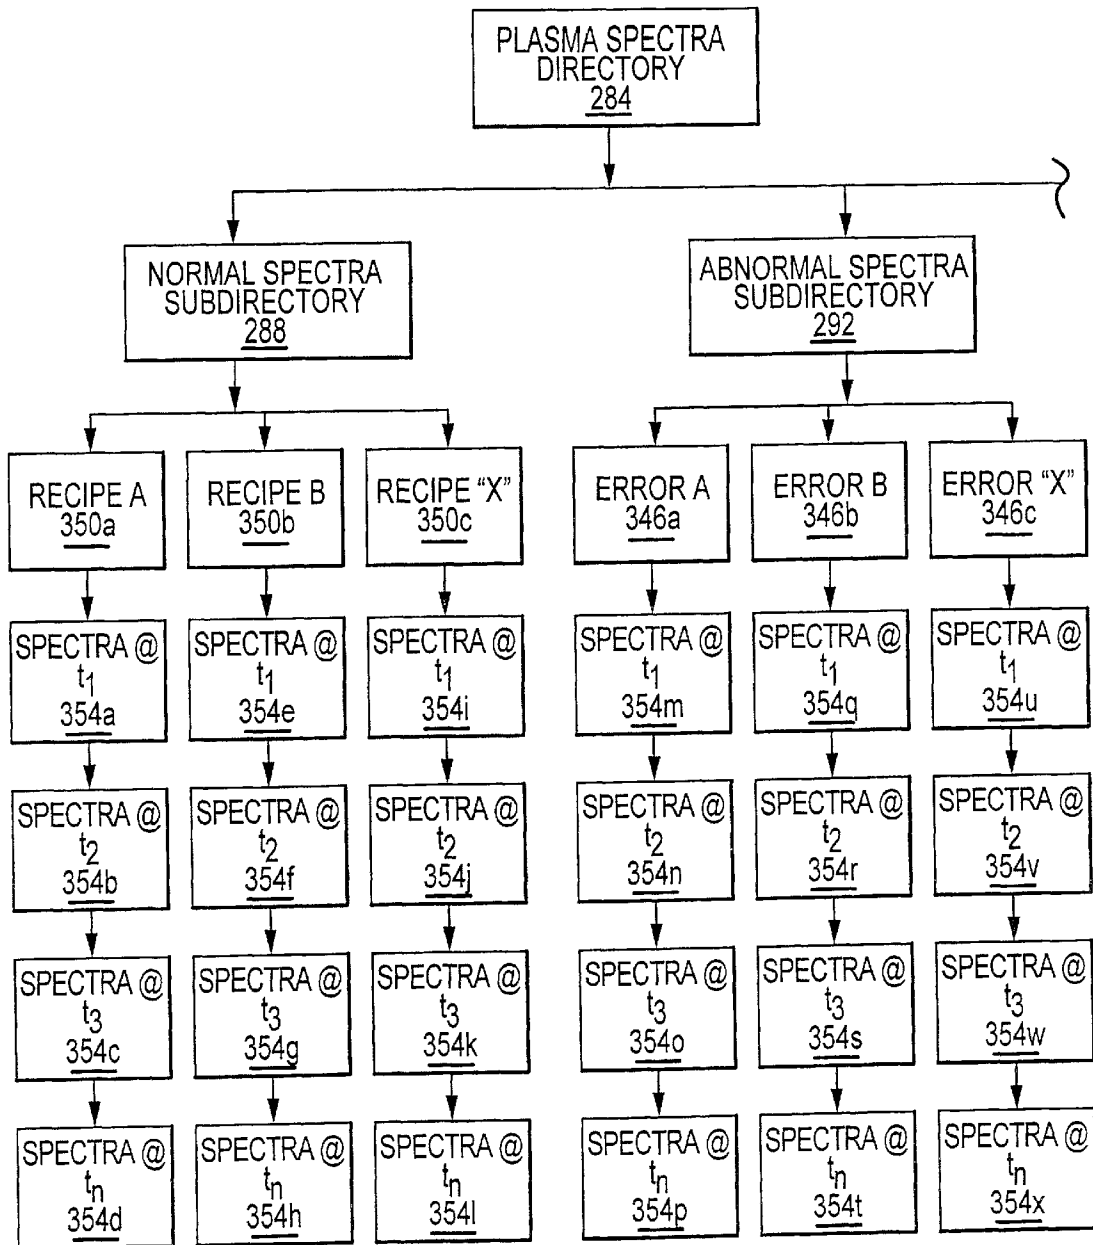 PLASMA SPECTRA
DIRECTORY
284
NORMAL SPECTRA
SUBDIRECTORY
288
ABNORMAL SPECTRA
SUBDIRECTORY
292
RECIPE A
350a
RECIPE B
350b
RECIPE “X”
350c
ERROR A
346a
ERROR B
346b
ERROR “X”
346c
SPECTRA @
t1
354a
SPECTRA @
t1
354e
SPECTRA @
t1
354i
SPECTRA @
t1
354m
SPECTRA @
t1
354q
SPECTRA @
t1
354u
SPECTRA @
t2
354b
SPECTRA @
t2
354f
SPECTRA @
t2
354j
SPECTRA @
t2
354n
SPECTRA @
t2
354r
SPECTRA @
t2
354v
SPECTRA @
t3
354c
SPECTRA @
t3
354g
SPECTRA @
t3
354k
SPECTRA @
t3
354o
SPECTRA @
t3
354s
SPECTRA @
t3
354w
SPECTRA @
tn
354d
SPECTRA @
tn
354h
SPECTRA @
tn
354l
SPECTRA @
tn
354p
SPECTRA @
tn
354t
SPECTRA @
tn
354x